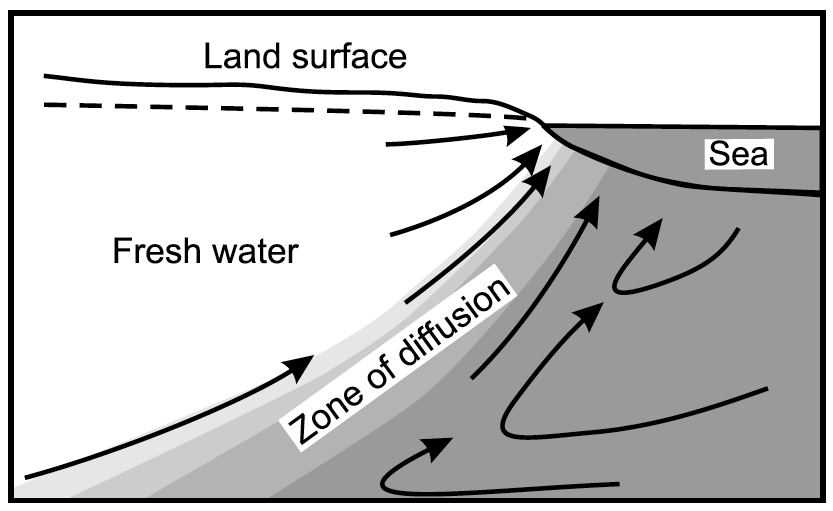 Land surface
Sea
Fresh water
Zone of diffusion